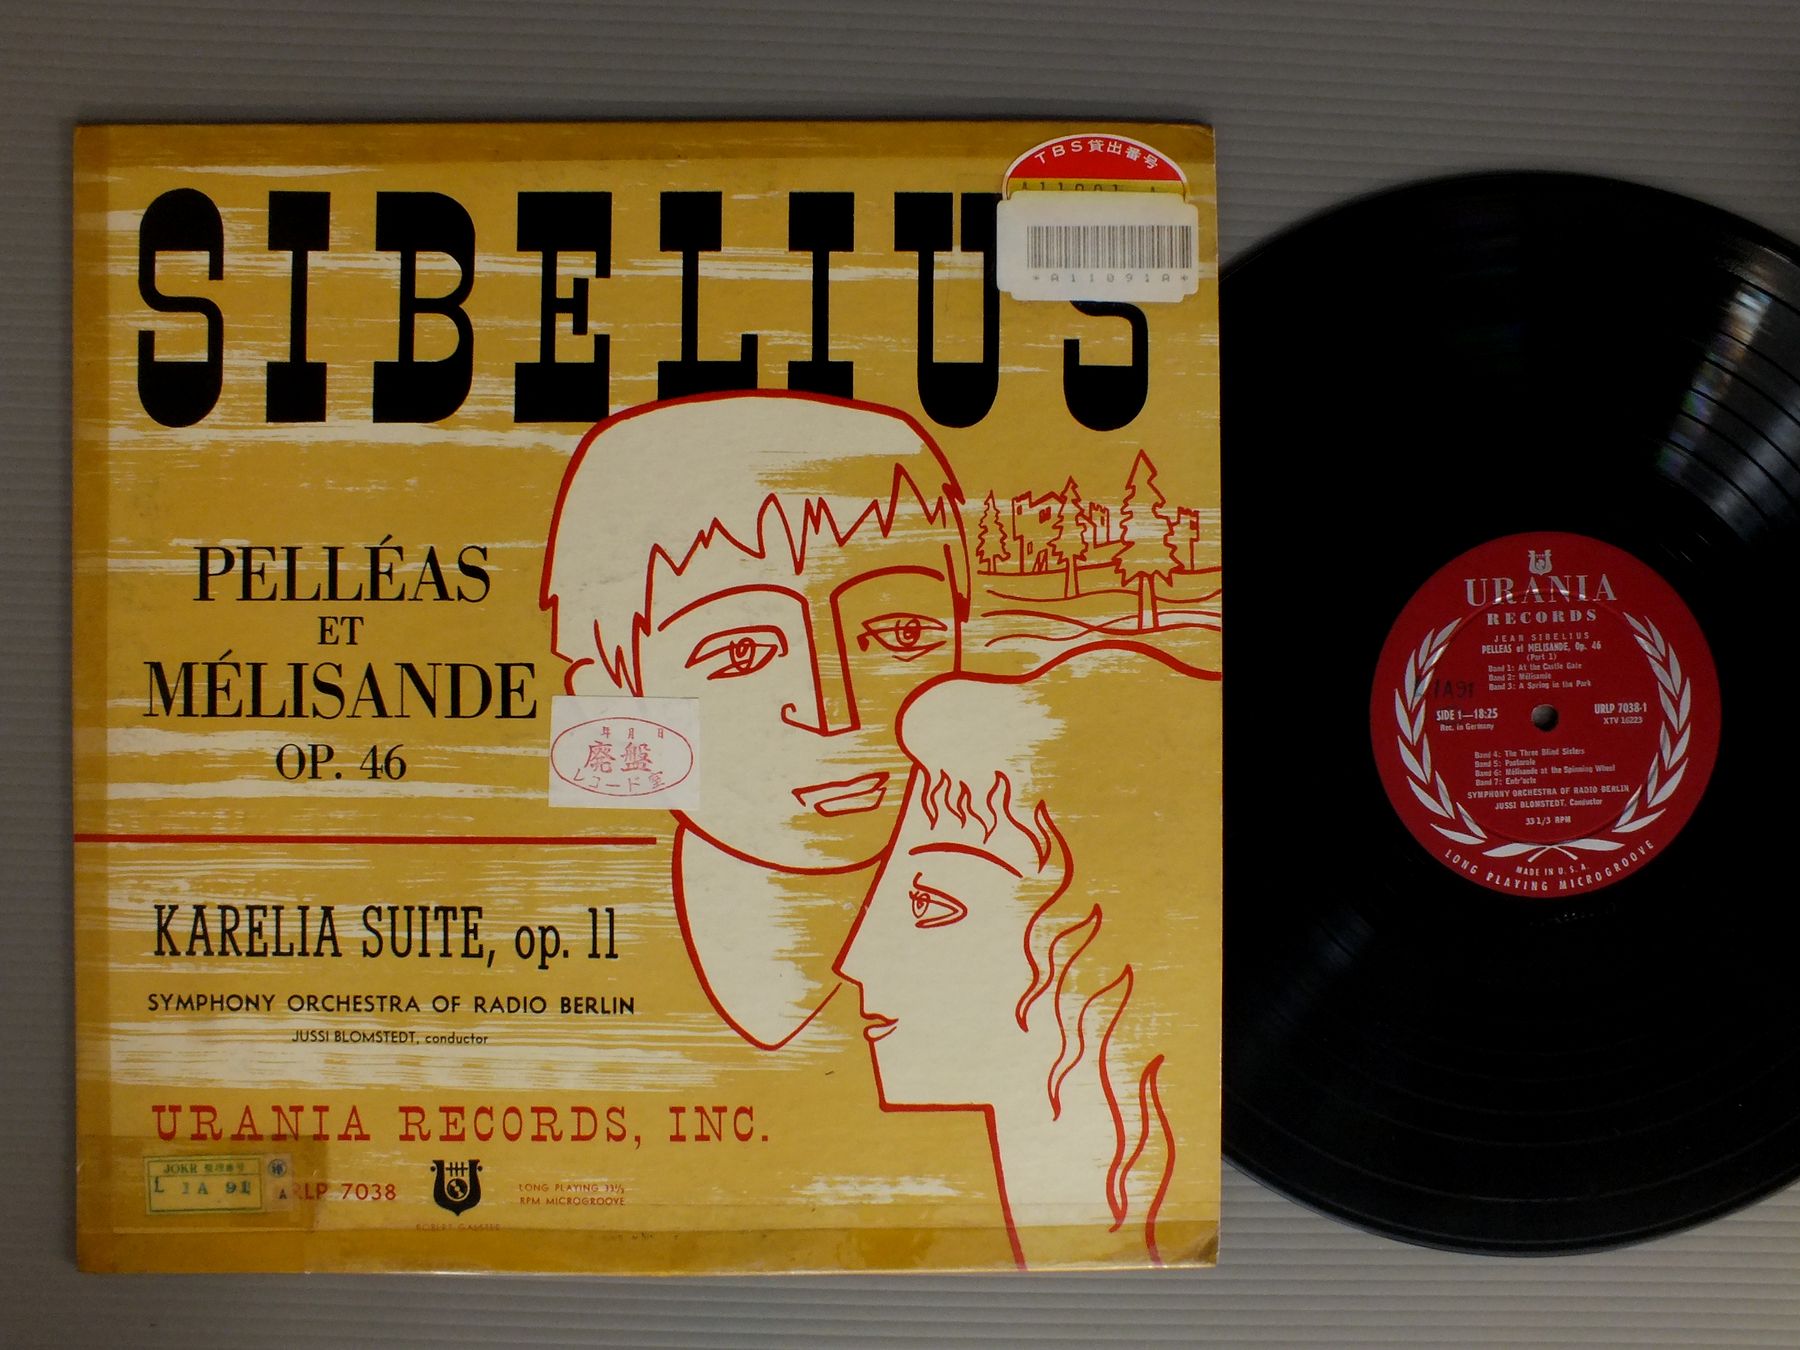 TBS貸出番号
*A11091A*
SIBELIUS
PELLÉAS
ET
MÉLISANDE
OP. 46
年 月 日
廃盤
レコード室
KARELIA SUITE, op. 11
SYMPHONY ORCHESTRA OF RADIO BERLIN
JUSSI BLOMSTEDT, conductor
URANIA RECORDS, INC.
JOKR
L 1A 91
A
RLP 7038
LONG PLAYING 33⅓
RPM MICROGROOVE
URANIA
RECORDS
JEAN SIBELIUS
PELLEAS et MELISANDE, Op. 46
(Part 1)
Band 1: At the Castle Gate
Band 2: Mélisande
Band 3: A Spring in the Park
1A91
SIDE 1—18:25
Rec. in Germany
URLP 7038-1
XTV 16223
Band 4: The Three Blind Sisters
Band 5: Pastorale
Band 6: Mélisande at the Spinning Wheel
Band 7: Entr'acte
SYMPHONY ORCHESTRA OF RADIO BERLIN
JUSSI BLOMSTEDT, Conductor
33 1/3 RPM
MADE IN U. S. A.
LONG PLAYING MICROGROOVE